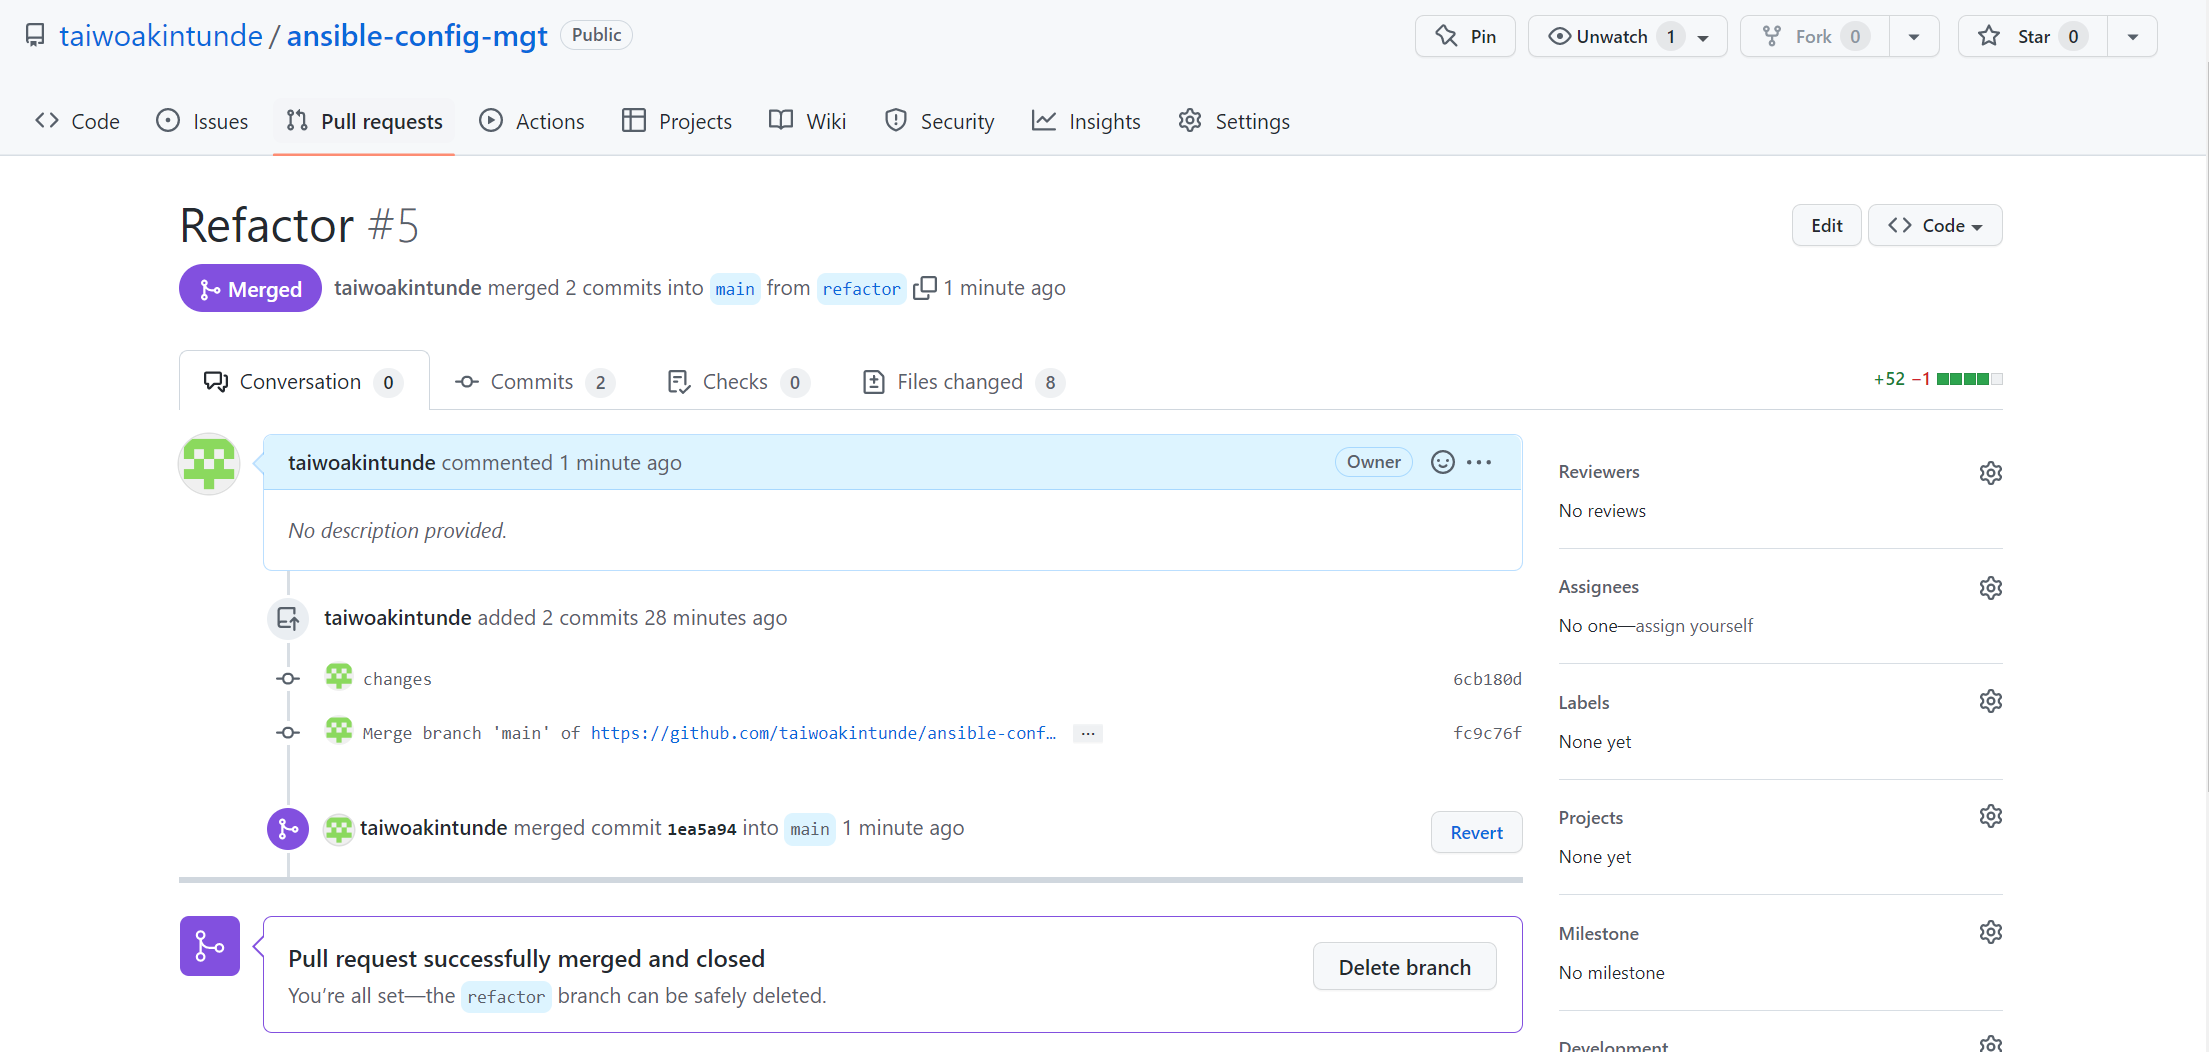 taiwoakintunde / ansible-config-mgt Public
Pin Unwatch 1 Fork 0 Star 0
Code Issues Pull requests Actions Projects Wiki Security Insights Settings
Refactor #5
Edit Code
Merged taiwoakintunde merged 2 commits into main from refactor 1 minute ago
Conversation 0 Commits 2 Checks 0 Files changed 8
+52 −1
taiwoakintunde commented 1 minute ago Owner
No description provided.
taiwoakintunde added 2 commits 28 minutes ago
changes 6cb180d
Merge branch 'main' of https://github.com/taiwoakintunde/ansible-conf… fc9c76f
taiwoakintunde merged commit 1ea5a94 into main 1 minute ago Revert
Pull request successfully merged and closed
You’re all set—the refactor branch can be safely deleted.
Delete branch
Reviewers
No reviews
Assignees
No one—assign yourself
Labels
None yet
Projects
None yet
Milestone
No milestone
Development